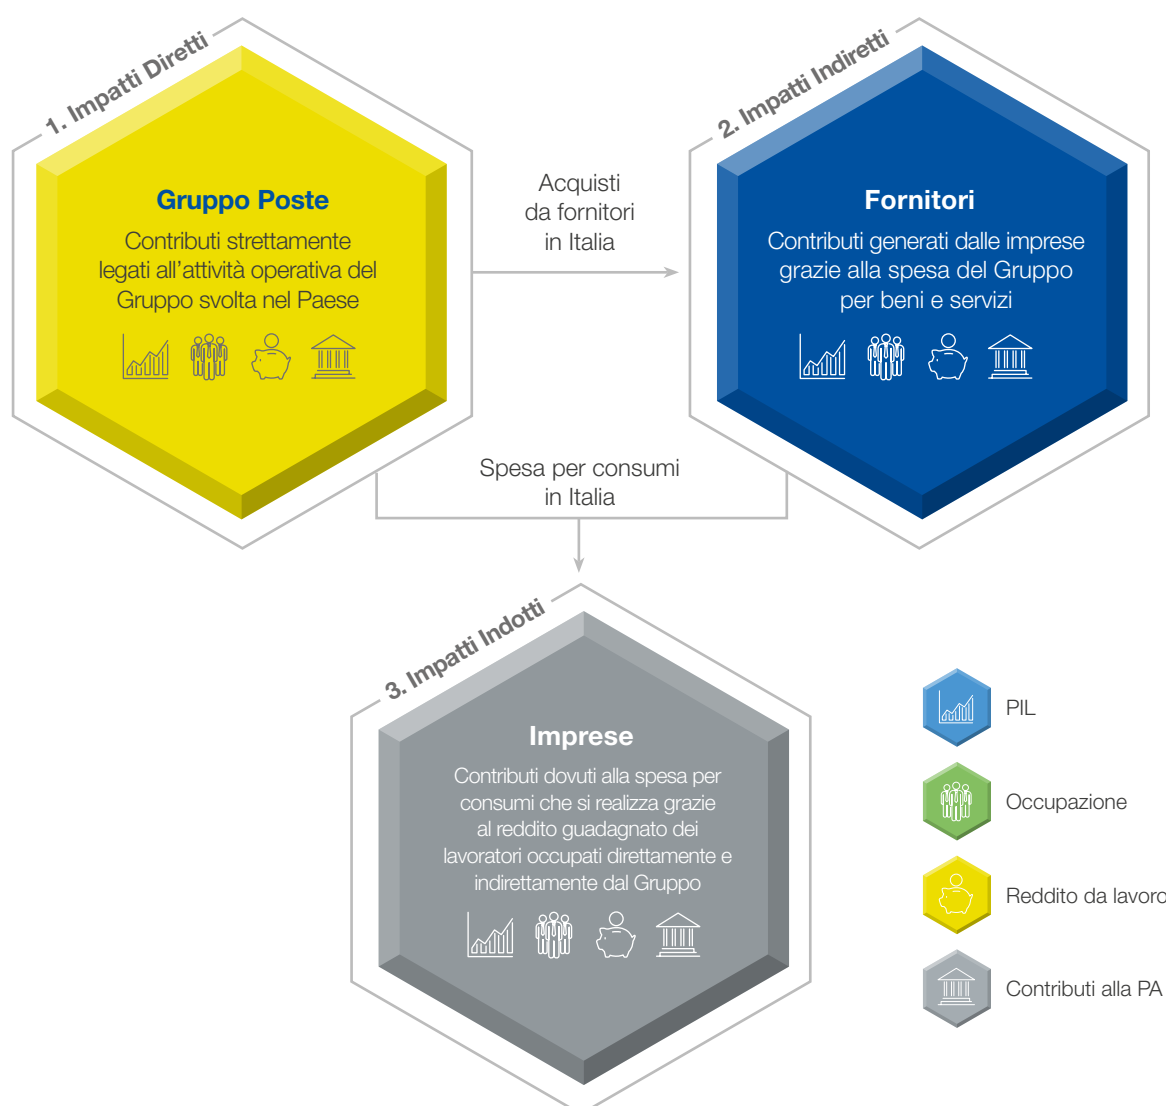 1. Impatti Diretti
Gruppo Poste
Contributi strettamente
legati all’attività operativa del
Gruppo svolta nel Paese
Acquisti
da fornitori
in Italia
2. Impatti Indiretti
Fornitori
Contributi generati dalle imprese
grazie alla spesa del Gruppo
per beni e servizi
Spesa per consumi
in Italia
3. Impatti Indotti
Imprese
Contributi dovuti alla spesa per
consumi che si realizza grazie
al reddito guadagnato dei
lavoratori occupati direttamente e
indirettamente dal Gruppo
PIL
Occupazione
Reddito da lavoro
Contributi alla PA